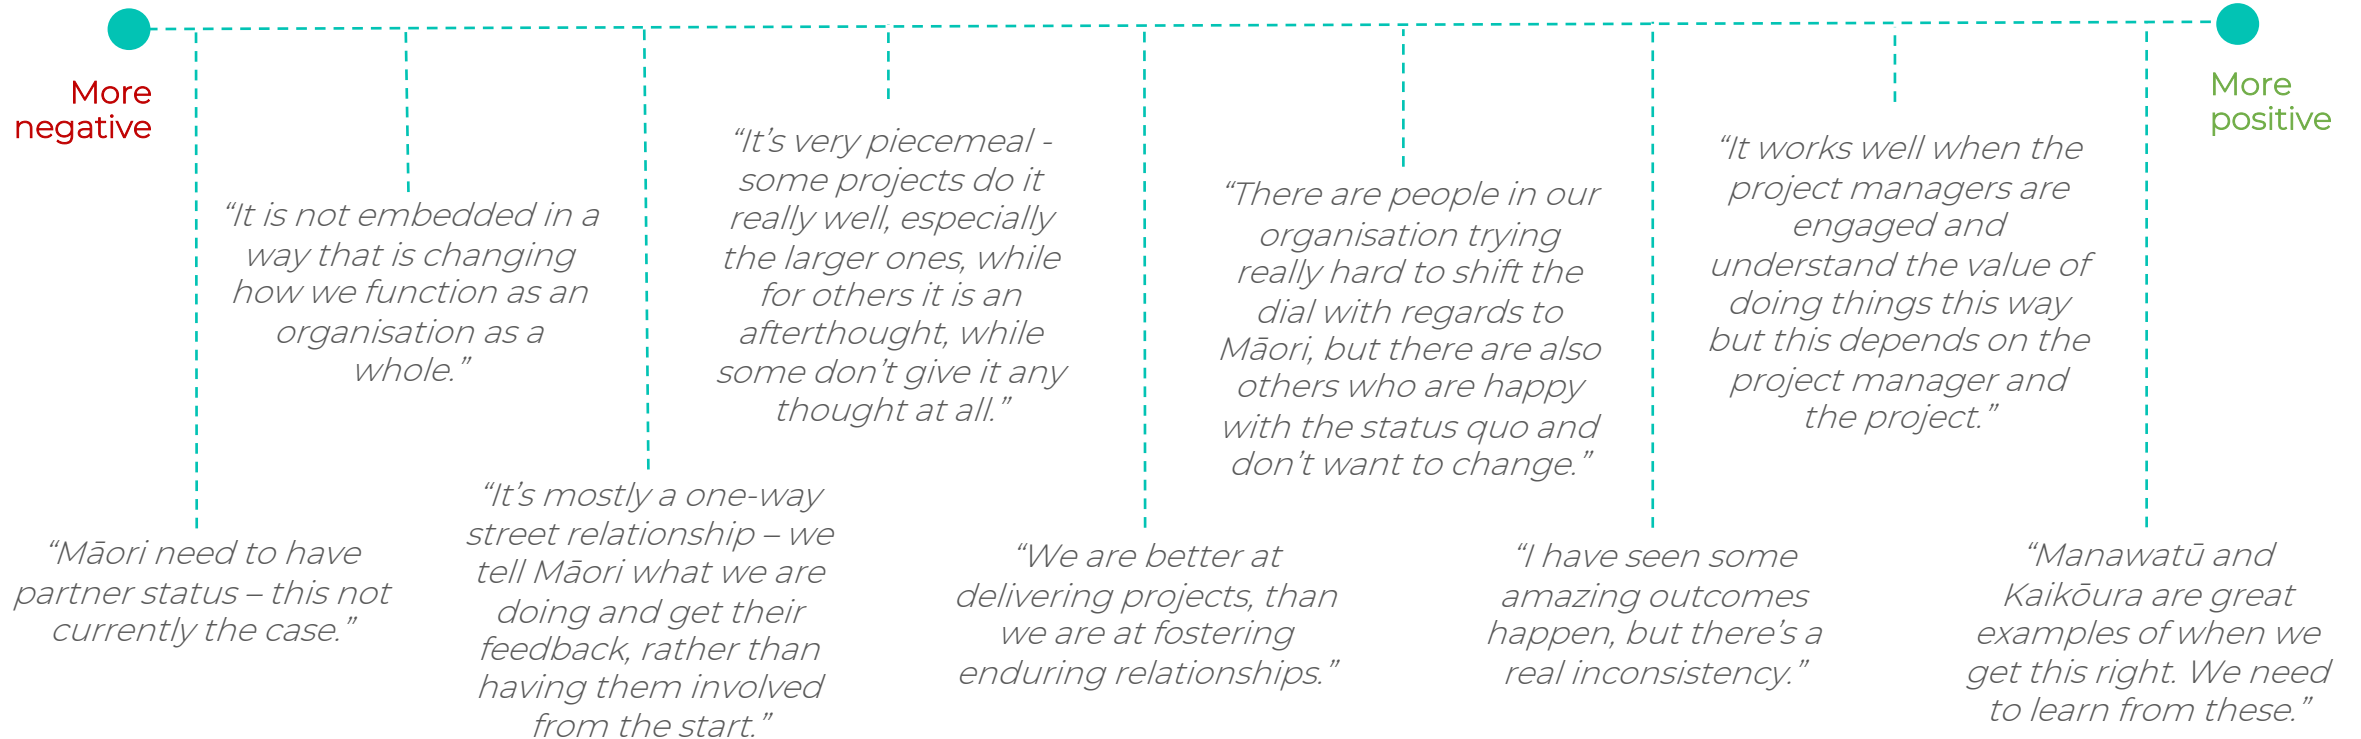 More
negative
More
positive
“Māori need to have
partner status – this not
currently the case.”
“It is not embedded in a
way that is changing
how we function as an
organisation as a
whole.”
“It’s mostly a one-way
street relationship – we
tell Māori what we are
doing and get their
feedback, rather than
having them involved
from the start.”
“It’s very piecemeal -
some projects do it
really well, especially
the larger ones, while
for others it is an
afterthought, while
some don’t give it any
thought at all.”
“We are better at
delivering projects, than
we are at fostering
enduring relationships.”
“There are people in our
organisation trying
really hard to shift the
dial with regards to
Māori, but there are also
others who are happy
with the status quo and
don’t want to change.”
“I have seen some
amazing outcomes
happen, but there’s a
real inconsistency.”
“It works well when the
project managers are
engaged and
understand the value of
doing things this way
but this depends on the
project manager and
the project.”
“Manawatū and
Kaikōura are great
examples of when we
get this right. We need
to learn from these.”